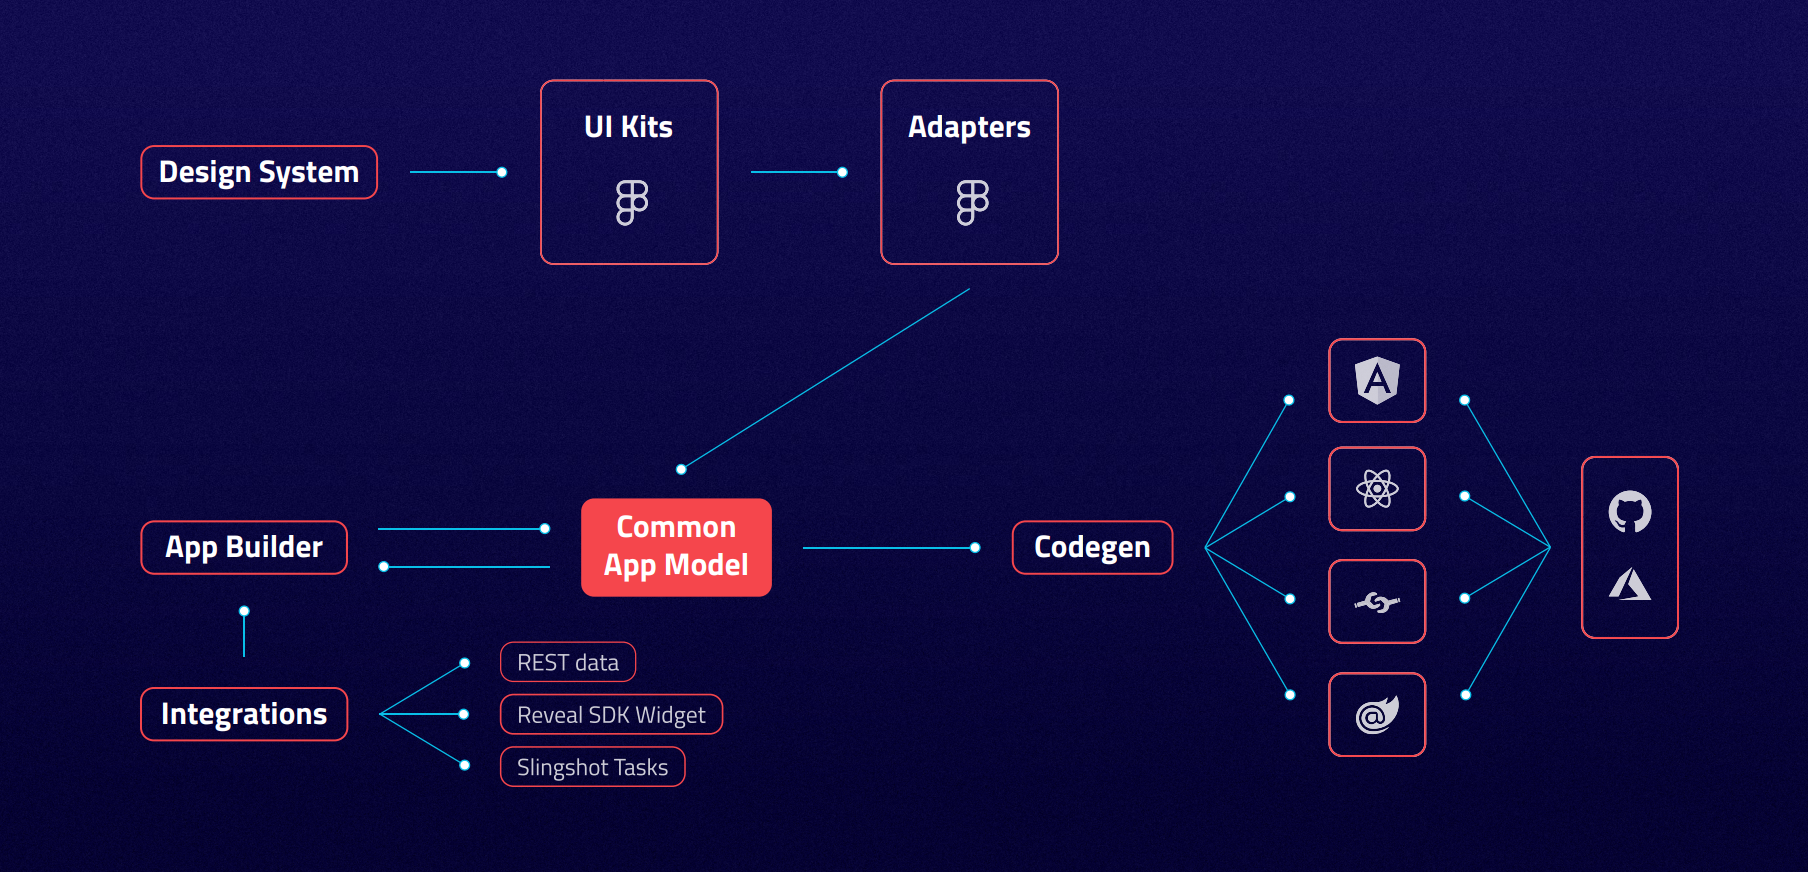 UI Kits
Adapters
Design System
App Builder
Common
App Model
Codegen
Integrations
REST data
Reveal SDK Widget
Slingshot Tasks